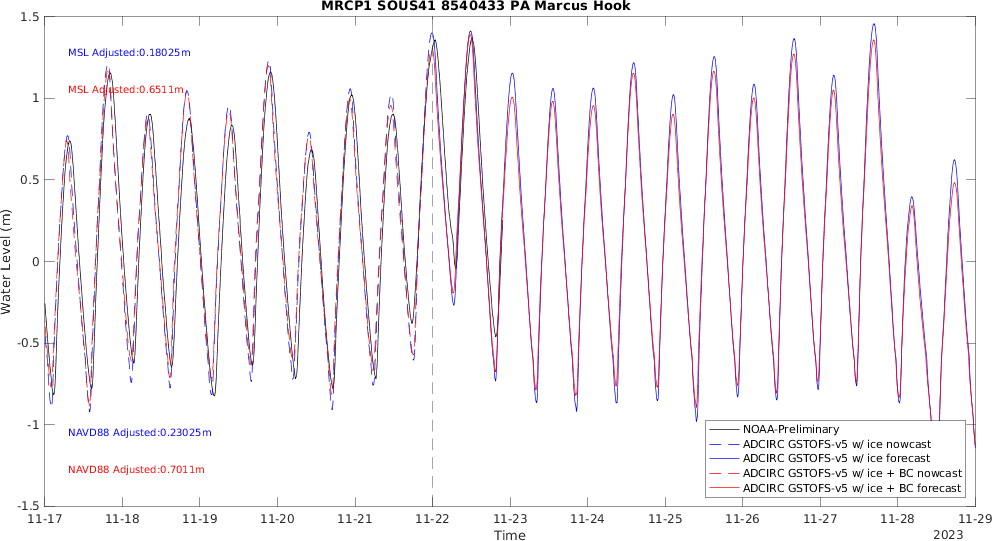 MRCP1 SOUS41 8540433 PA Marcus Hook
1.5
1
0.5
0
-0.5
-1
-1.5
Water Level (m)
MSL Adjusted:0.18025m
MSL Adjusted:0.6511m
NAVD88 Adjusted:0.23025m
NAVD88 Adjusted:0.7011m
NOAA-Preliminary
ADCIRC GSTOFS-v5 w/ ice nowcast
ADCIRC GSTOFS-v5 w/ ice forecast
ADCIRC GSTOFS-v5 w/ ice + BC nowcast
ADCIRC GSTOFS-v5 w/ ice + BC forecast
11-17 11-18 11-19 11-20 11-21 11-22 11-23 11-24 11-25 11-26 11-27 11-28 11-29
Time
2023